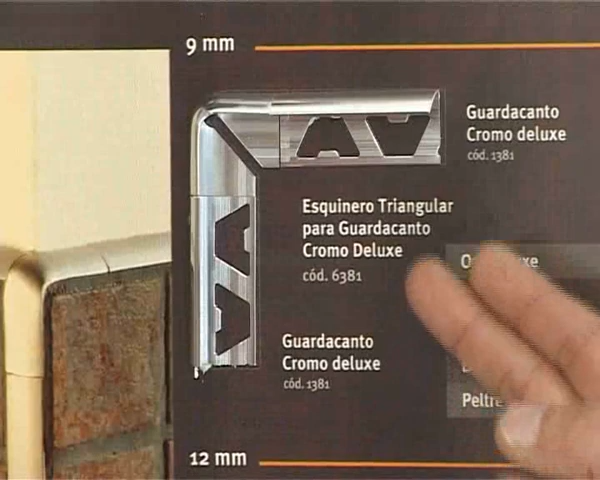 9 mm
Guardacanto
Cromo deluxe
cód. 1381
Esquinero Triangular
para Guardacanto
Cromo Deluxe
cód. 6381
Guardacanto
Cromo deluxe
cód. 1381
Peltre
12 mm